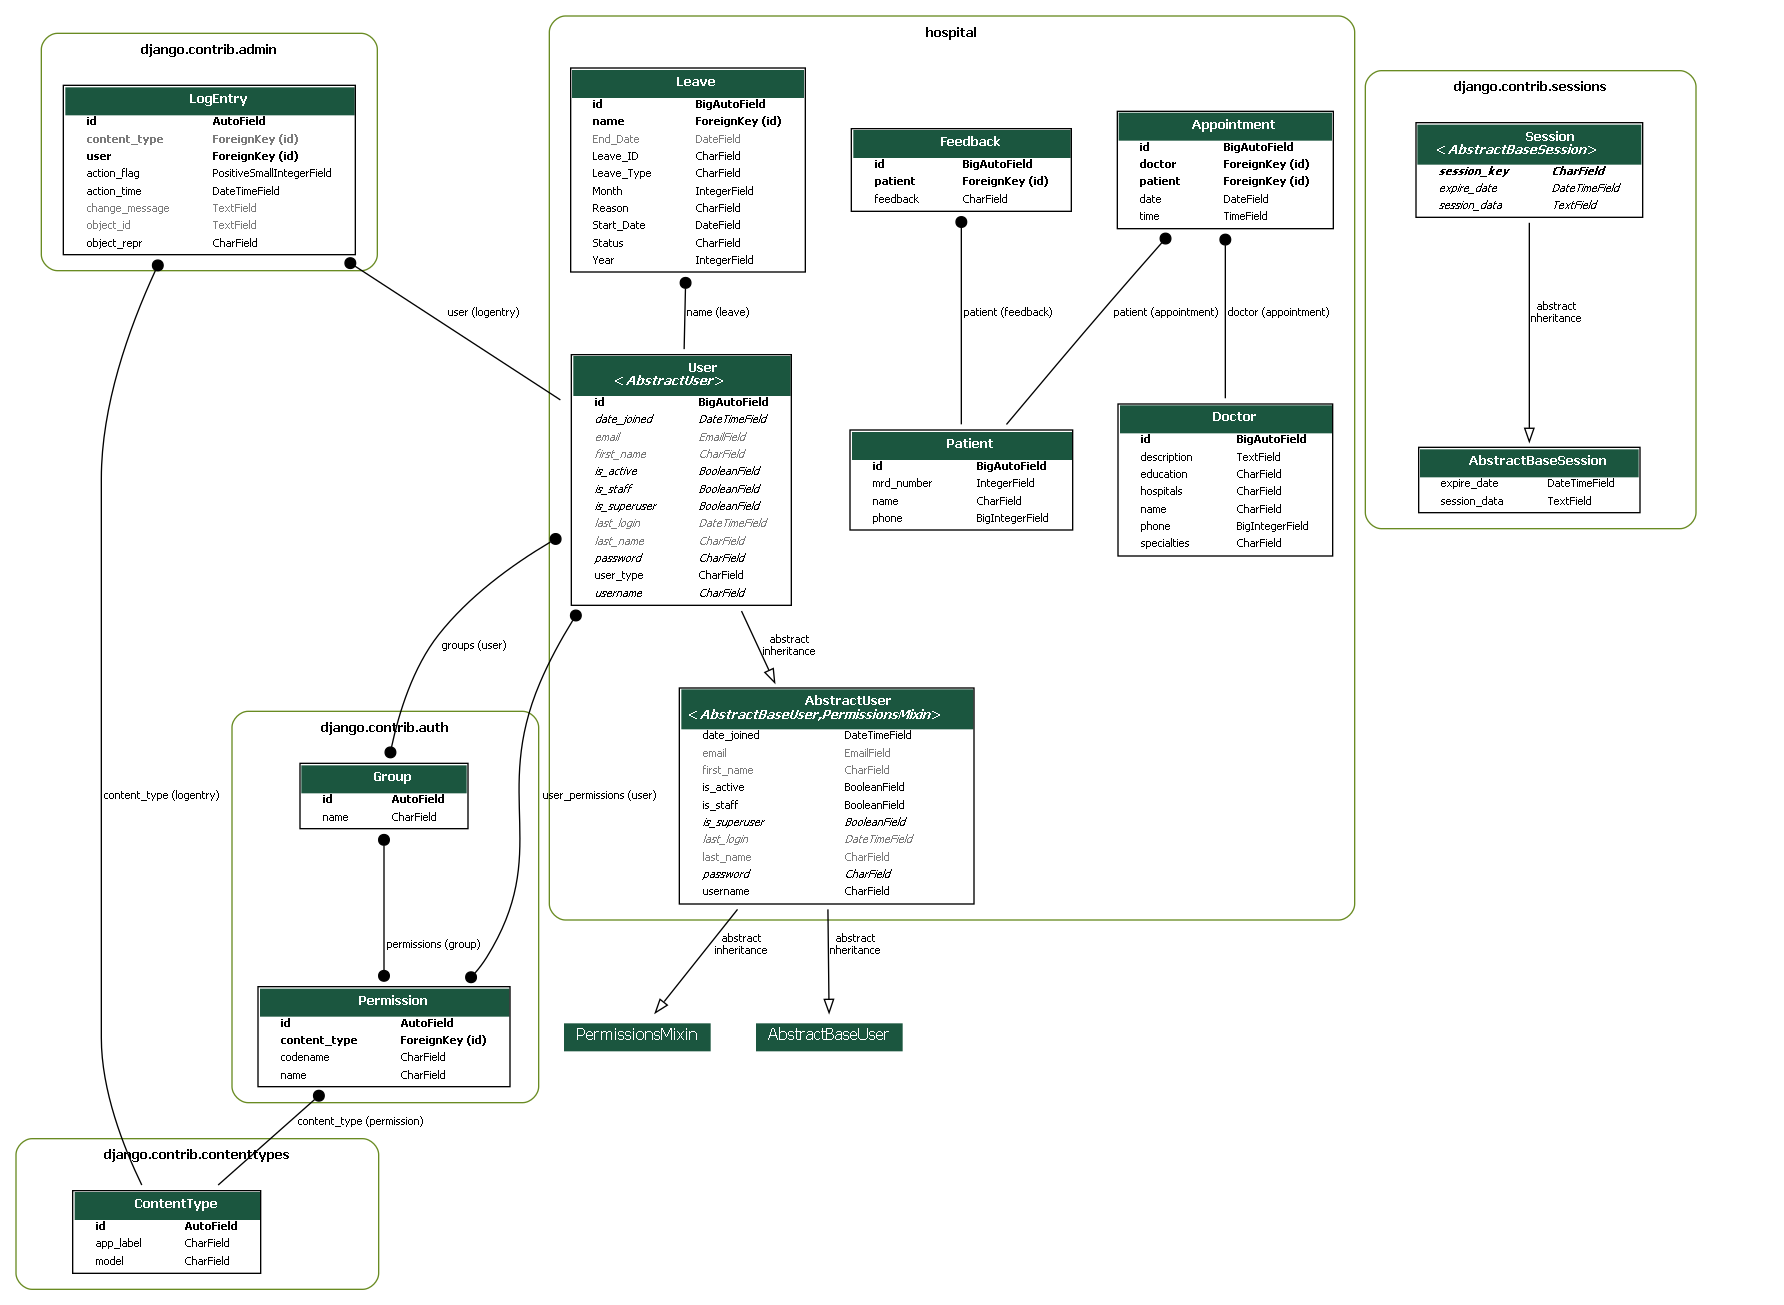 django.contrib.admin
LogEntry
id AutoField
content_type ForeignKey (id)
user ForeignKey (id)
action_flag PositiveSmallIntegerField
action_time DateTimeField
change_message TextField
object_id TextField
object_repr CharField
hospital
Leave
id BigAutoField
name ForeignKey (id)
End_Date DateField
Leave_ID CharField
Leave_Type CharField
Month IntegerField
Reason CharField
Start_Date DateField
Status CharField
Year IntegerField
Feedback
id BigAutoField
patient ForeignKey (id)
feedback CharField
Appointment
id BigAutoField
doctor ForeignKey (id)
patient ForeignKey (id)
date DateField
time TimeField
django.contrib.sessions
Session
<AbstractBaseSession>
session_key CharField
expire_date DateTimeField
session_data TextField
user (logentry)
name (leave)
patient (feedback)
patient (appointment)
doctor (appointment)
abstract
inheritance
User
<AbstractUser>
id BigAutoField
date_joined DateTimeField
email EmailField
first_name CharField
is_active BooleanField
is_staff BooleanField
is_superuser BooleanField
last_login DateTimeField
last_name CharField
password CharField
user_type CharField
username CharField
Patient
id BigAutoField
mrd_number IntegerField
name CharField
phone BigIntegerField
Doctor
id BigAutoField
description TextField
education CharField
hospitals CharField
name CharField
phone BigIntegerField
specialties CharField
AbstractBaseSession
expire_date DateTimeField
session_data TextField
groups (user)
abstract
inheritance
AbstractUser
<AbstractBaseUser,PermissionsMixin>
date_joined DateTimeField
email EmailField
first_name CharField
is_active BooleanField
is_staff BooleanField
is_superuser BooleanField
last_login DateTimeField
last_name CharField
password CharField
username CharField
django.contrib.auth
Group
id AutoField
name CharField
content_type (logentry)
user_permissions (user)
permissions (group)
abstract
inheritance
abstract
inheritance
Permission
id AutoField
content_type ForeignKey (id)
codename CharField
name CharField
PermissionsMixin
AbstractBaseUser
content_type (permission)
django.contrib.contenttypes
ContentType
id AutoField
app_label CharField
model CharField